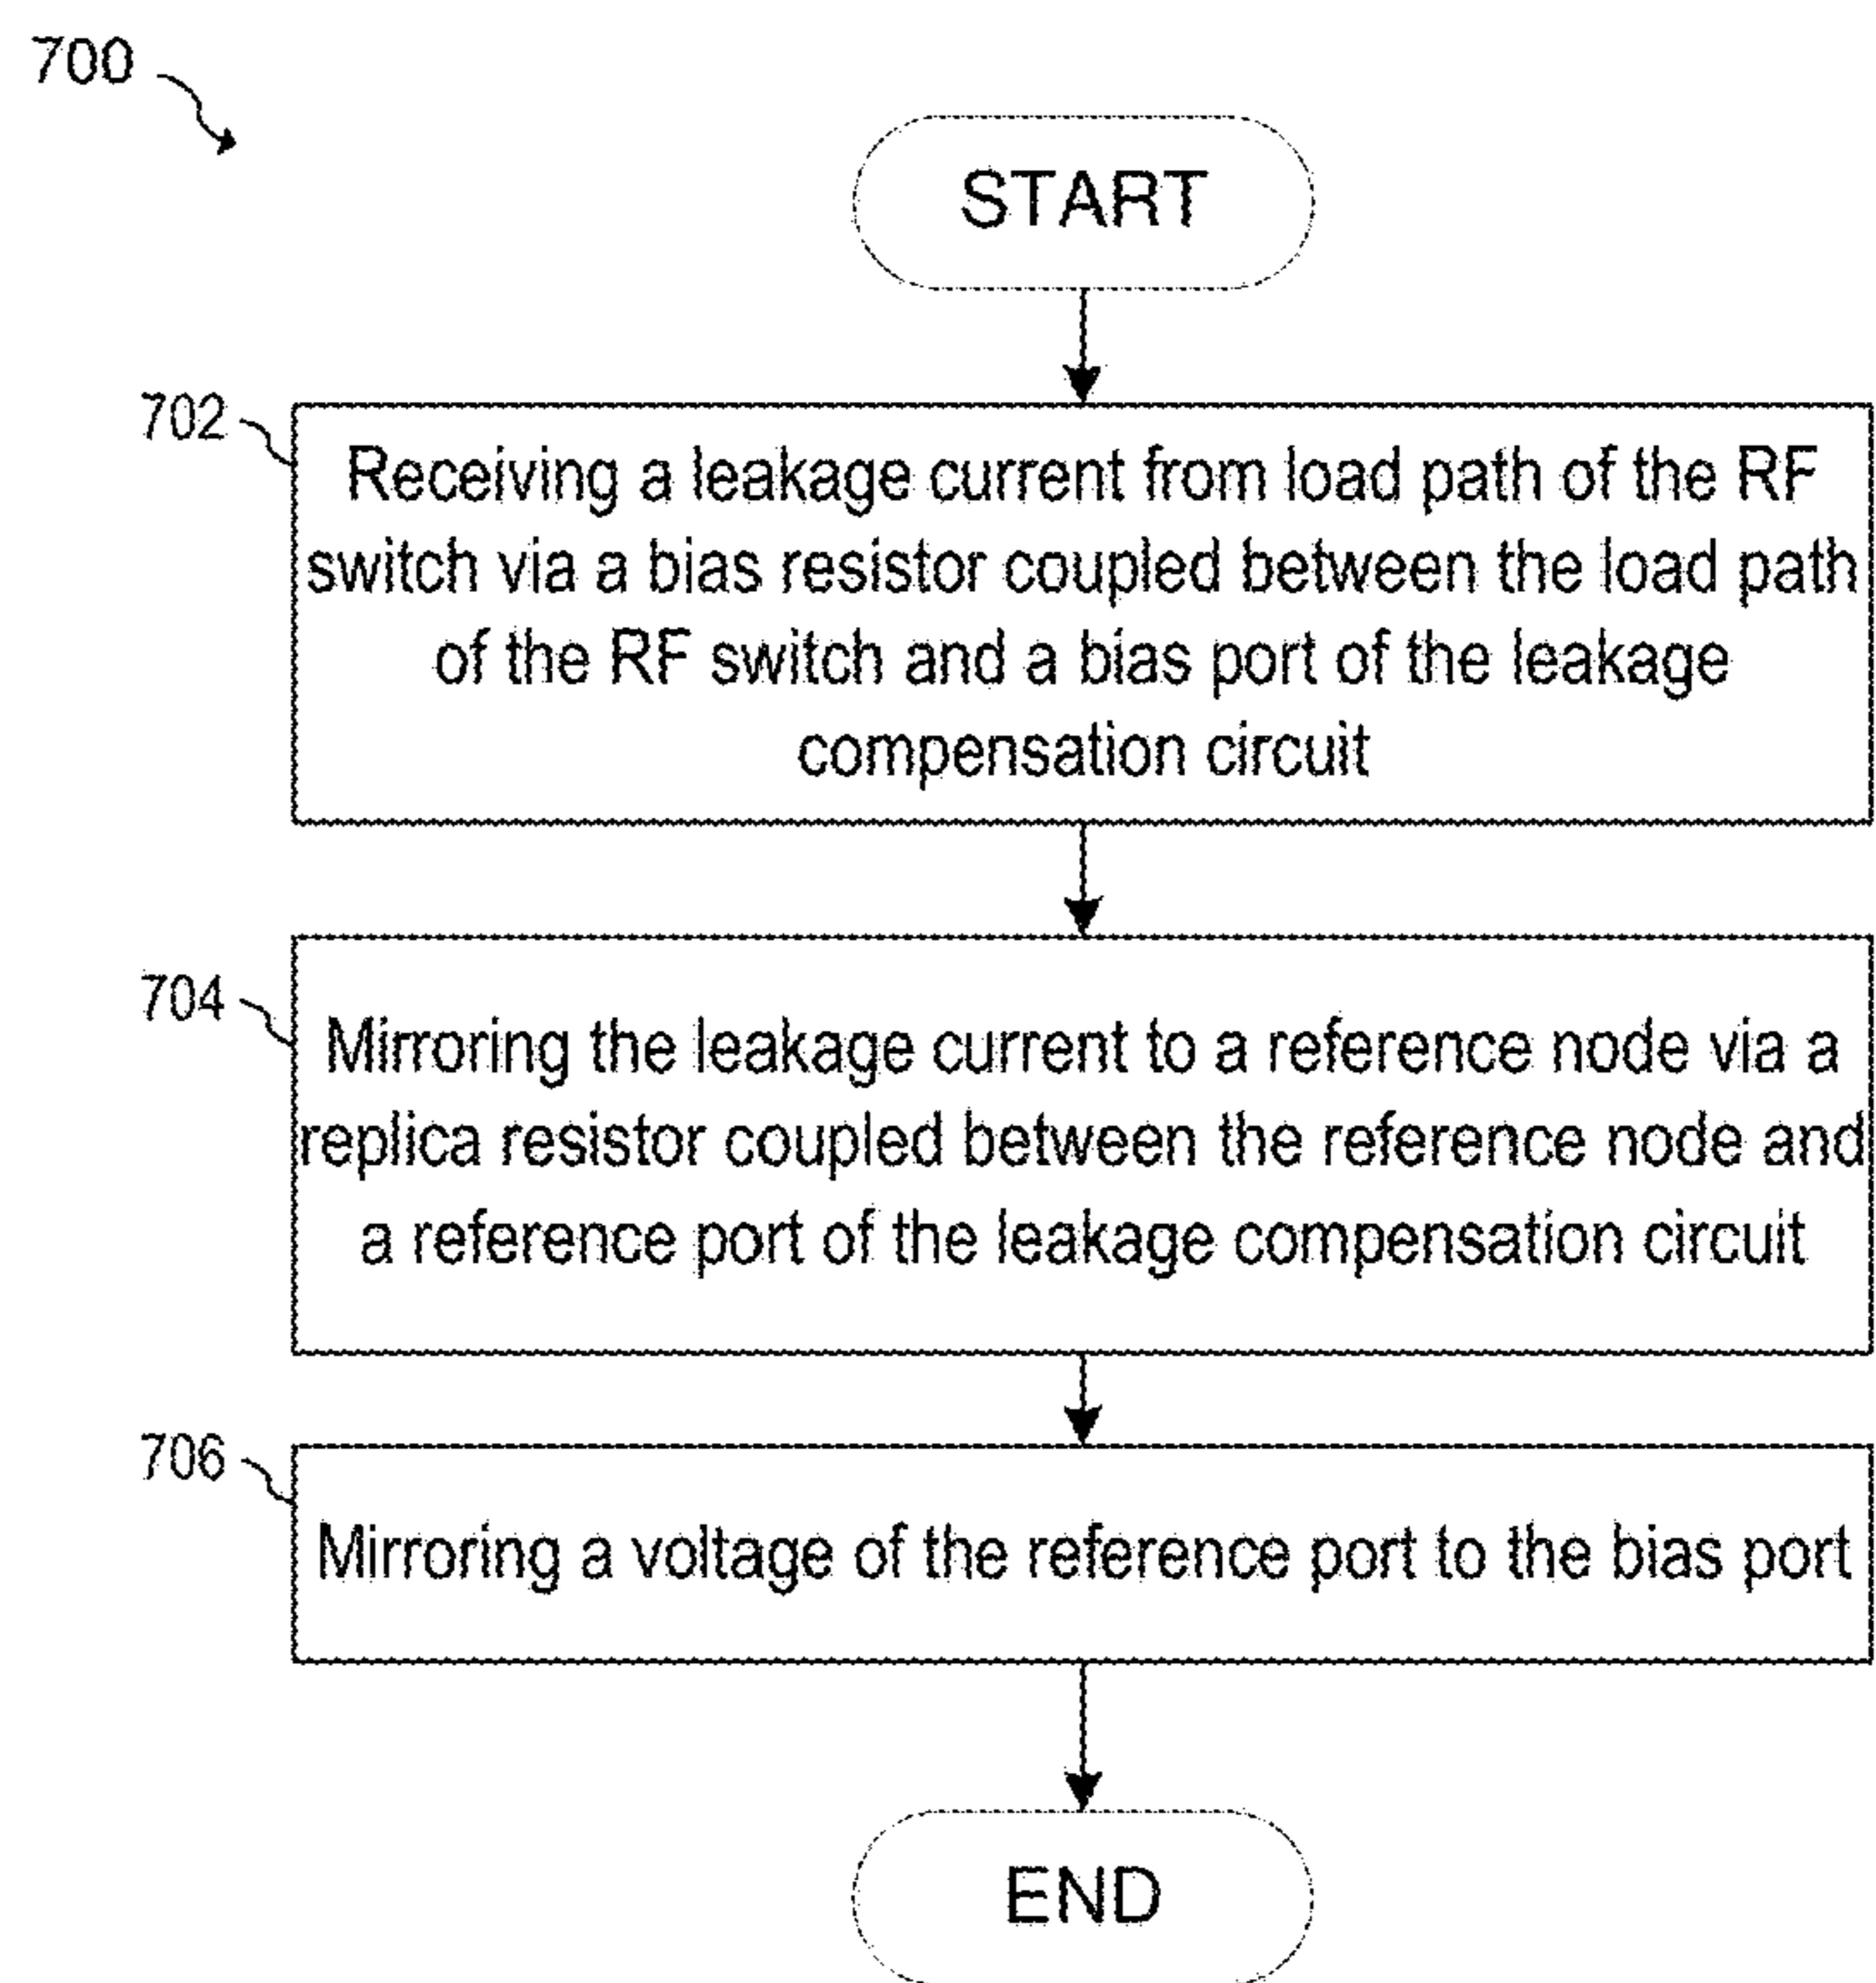 700
START
702
Receiving a leakage current from load path of the RF
switch via a bias resistor coupled between the load path
of the RF switch and a bias port of the leakage
compensation circuit
704
Mirroring the leakage current to a reference node via a
replica resistor coupled between the reference node and
a reference port of the leakage compensation circuit
706
Mirroring a voltage of the reference port to the bias port
END